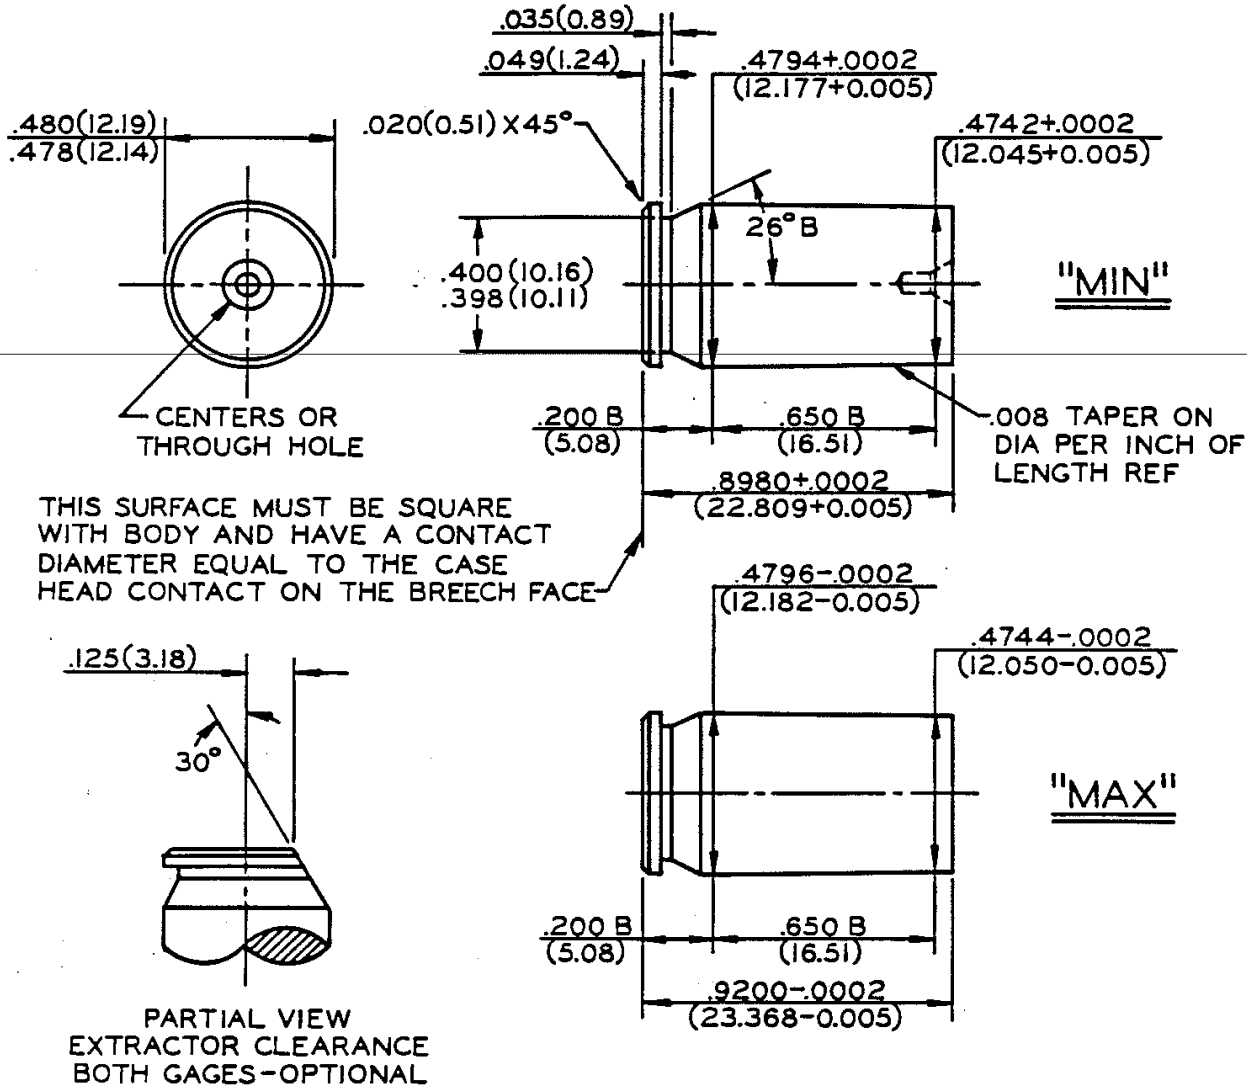 .035(0.89)
.049(1.24)
.4794+.0002
(12.177+0.005)
.480(12.19)
.478(12.14)
.020(0.51) X 45°
.4742+.0002
(12.045+0.005)
26° B
.400(10.16)
.398(10.11)
"MIN"
CENTERS OR
THROUGH HOLE
.200 B
(5.08)
.650 B
(16.51)
.008 TAPER ON
DIA PER INCH OF
LENGTH REF
.8980+.0002
(22.809+0.005)
THIS SURFACE MUST BE SQUARE
WITH BODY AND HAVE A CONTACT
DIAMETER EQUAL TO THE CASE
HEAD CONTACT ON THE BREECH FACE
.4796-.0002
(12.182-0.005)
.4744-.0002
(12.050-0.005)
.125(3.18)
30°
"MAX"
.200 B
(5.08)
.650 B
(16.51)
.9200-.0002
(23.368-0.005)
PARTIAL VIEW
EXTRACTOR CLEARANCE
BOTH GAGES-OPTIONAL